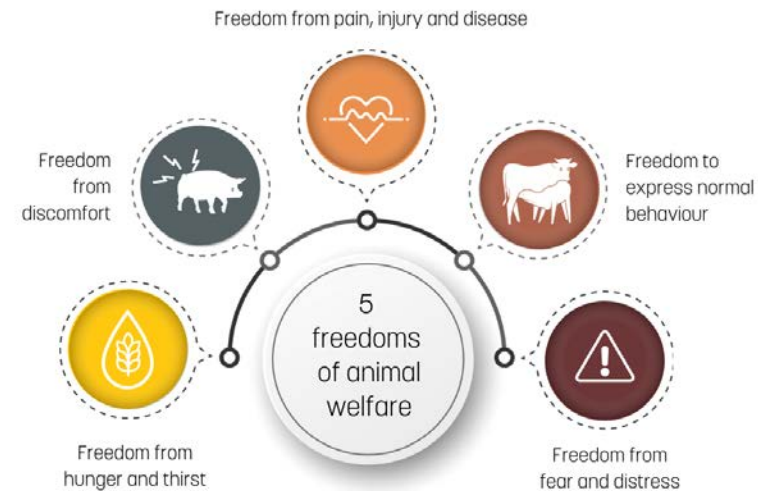 Freedom from pain, injury and disease
Freedom
from
discomfort
Freedom to
express normal
behaviour
5
freedoms
of animal
welfare
Freedom from
hunger and thirst
Freedom from
fear and distress